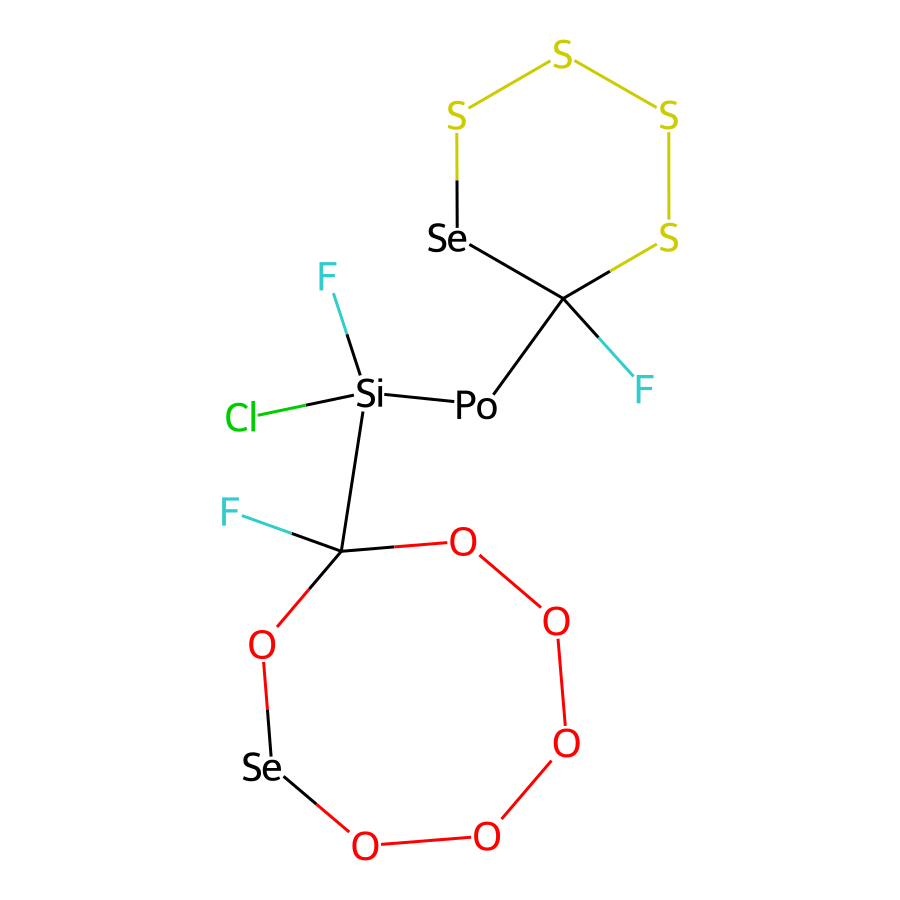 S
S S
Se S
F
Si Po F
Cl
F O
O O
Se O
O O